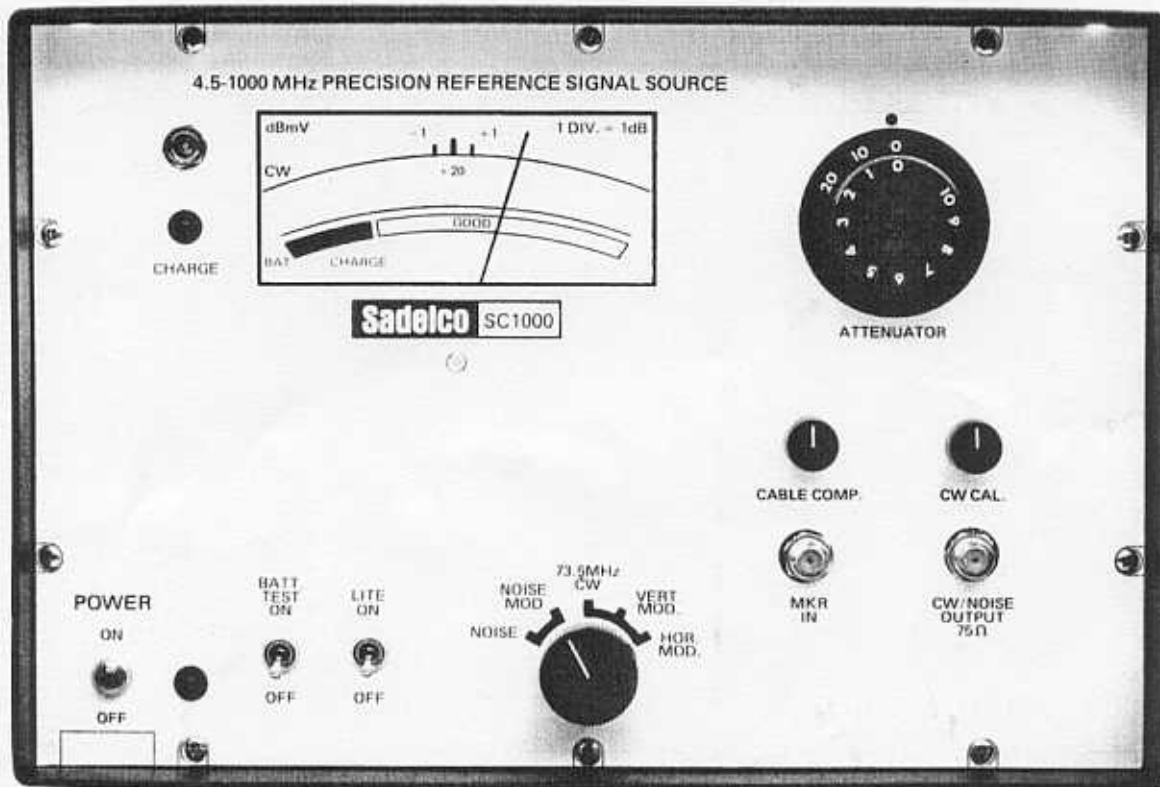 4.5-1000 MHz PRECISION REFERENCE SIGNAL SOURCE
dBmV
- 1
+ 1
1 DIV. = 1dB
CW
+ 20
GOOD
BAT
CHARGE
CHARGE
Sadelco SC1000
20 10 0
0 1 2 3 4 5 6 7 8 9 10
ATTENUATOR
CABLE COMP.
CW CAL.
MKR
IN
CW/NOISE
OUTPUT
75Ω
POWER
ON
OFF
BATT
TEST
ON
OFF
LITE
ON
OFF
NOISE
NOISE
MOD
73.5MHz
CW
VERT
MOD.
HOR.
MOD.